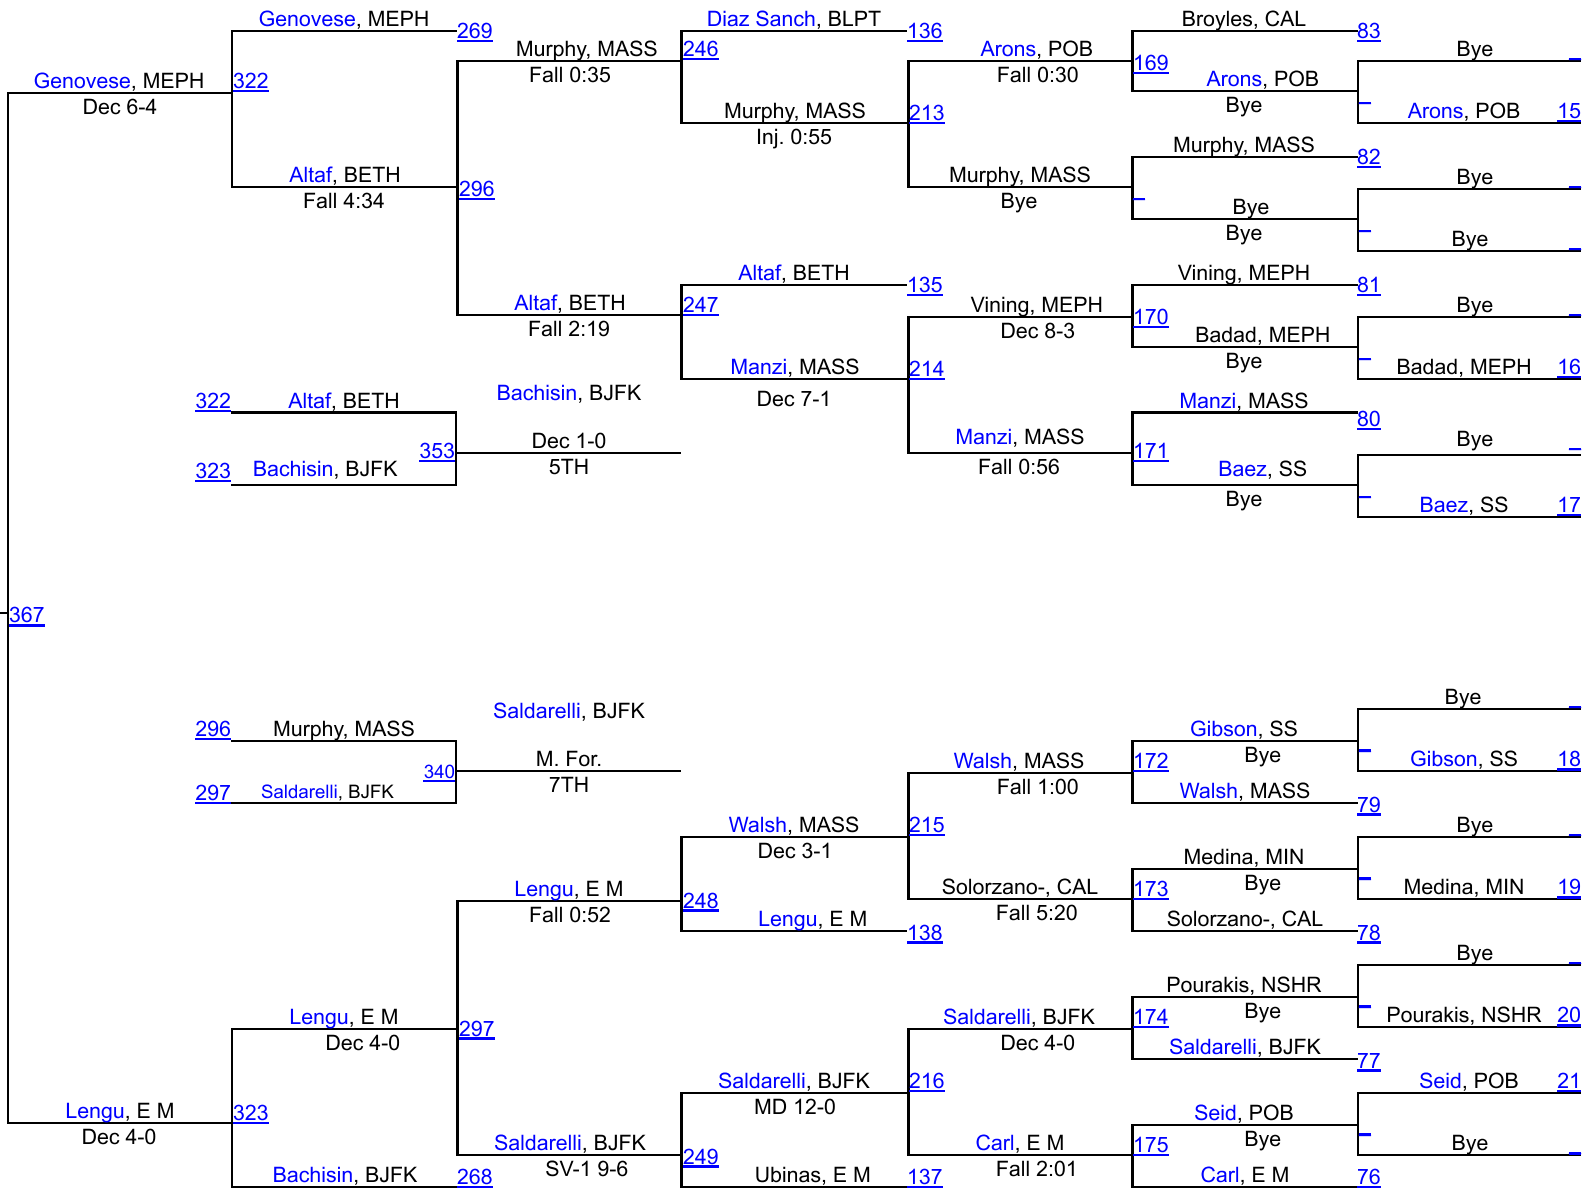 Genovese, MEPH
269
Diaz Sanch, BLPT
136
Broyles, CAL
83
Murphy, MASS
246
Arons, POB
Bye
Fall 0:35
Fall 0:30
169
Genovese, MEPH
322
Arons, POB
Dec 6-4
Bye
Murphy, MASS
213
Arons, POB
15
Inj. 0:55
Murphy, MASS
82
Altaf, BETH
296
Murphy, MASS
Bye
Fall 4:34
Bye
Bye
Bye
Bye
Altaf, BETH
135
Vining, MEPH
81
Altaf, BETH
247
Vining, MEPH
Bye
Fall 2:19
Dec 8-3
170
Badad, MEPH
Bye
Manzi, MASS
214
Badad, MEPH
16
Dec 7-1
322
Altaf, BETH
Bachisin, BJFK
Manzi, MASS
80
353
Dec 1-0
Manzi, MASS
171
Bye
5TH
Fall 0:56
323
Bachisin, BJFK
Baez, SS
Bye
Baez, SS
17
367
Saldarelli, BJFK
Bye
296
Murphy, MASS
Gibson, SS
340
M. For.
Walsh, MASS
172
Bye
Gibson, SS
18
7TH
Fall 1:00
297
Saldarelli, BJFK
Walsh, MASS
79
Walsh, MASS
215
Bye
Dec 3-1
Medina, MIN
Lengu, E M
248
Solorzano-, CAL
173
Bye
Medina, MIN
19
Fall 0:52
Fall 5:20
Lengu, E M
138
Solorzano-, CAL
78
Bye
Pourakis, NSHR
Lengu, E M
297
Saldarelli, BJFK
174
Bye
Pourakis, NSHR
20
Dec 4-0
Dec 4-0
Saldarelli, BJFK
77
Saldarelli, BJFK
216
Seid, POB
21
MD 12-0
Lengu, E M
323
Seid, POB
Dec 4-0
Bye
Saldarelli, BJFK
249
Carl, E M
175
Bye
SV-1 9-6
Fall 2:01
Bachisin, BJFK
268
Ubinas, E M
137
Carl, E M
76